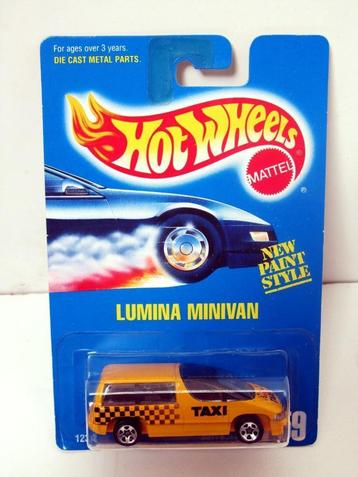 For ages over 3 years.
DIE CAST METAL PARTS.
HOT WHEELS
MATTEL
®
NEW
PAINT
STYLE
LUMINA MINIVAN
TAXI